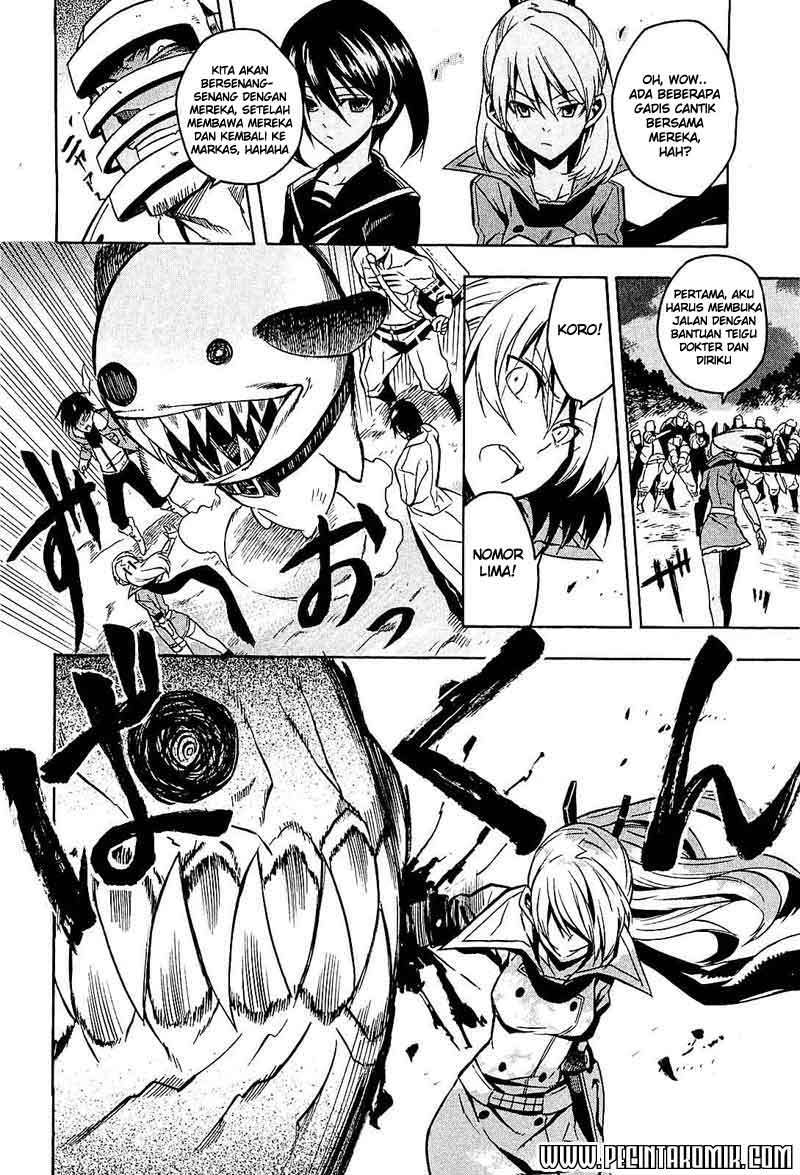 OH, WOW..
ADA BEBERAPA
GADIS CANTIK
BERSAMA
MEREKA,
HAH?
KITA AKAN
BERSENANG-
SENANG DENGAN
MEREKA, SETELAH
MEMBAWA MEREKA
DAN KEMBALI KE
MARKAS, HAHAHA
PERTAMA, AKU
HARUS MEMBUKA
JALAN DENGAN
BANTUAN TEIGU
DOKTER DAN
DIRIKU
KORO!
NOMOR
LIMA!
ずおっ
ばくん
WWW.PECINTAKOMIK.COM